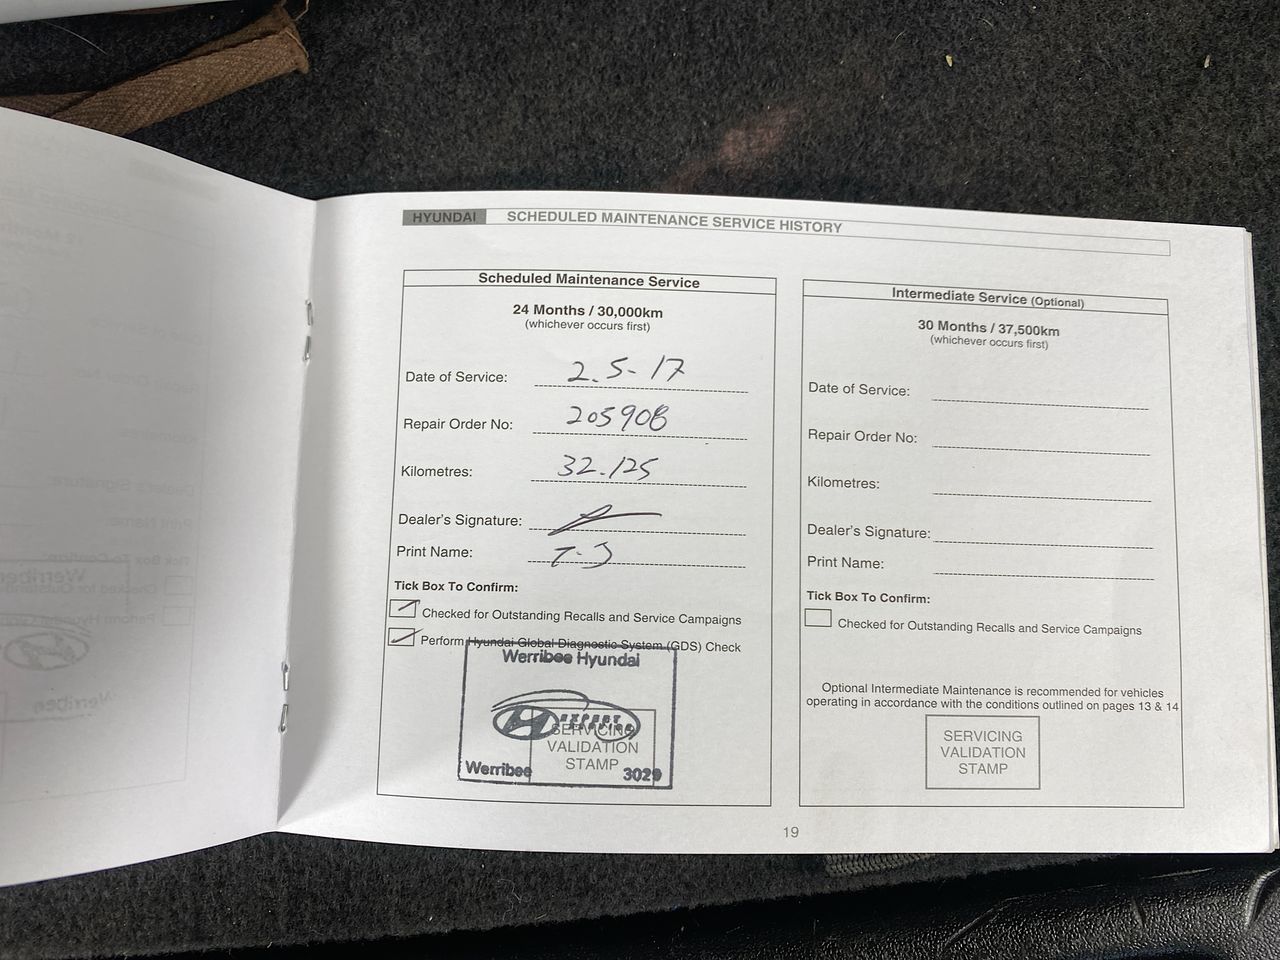 HYUNDAI SCHEDULED MAINTENANCE SERVICE HISTORY
Scheduled Maintenance Service
24 Months / 30,000km
(whichever occurs first)
Date of Service: 2.5-17
Repair Order No: 205908
Kilometres: 32.125
Dealer's Signature:
Print Name: T-J
Tick Box To Confirm:
Checked for Outstanding Recalls and Service Campaigns
Perform Hyundai Global Diagnostic System (GDS) Check
Werribee Hyundai
EXPERT
SERVICING
VALIDATION
STAMP
Werribee 3029
Intermediate Service (Optional)
30 Months / 37,500km
(whichever occurs first)
Date of Service:
Repair Order No:
Kilometres:
Dealer's Signature:
Print Name:
Tick Box To Confirm:
Checked for Outstanding Recalls and Service Campaigns
Optional Intermediate Maintenance is recommended for vehicles
operating in accordance with the conditions outlined on pages 13 & 14
SERVICING
VALIDATION
STAMP
19